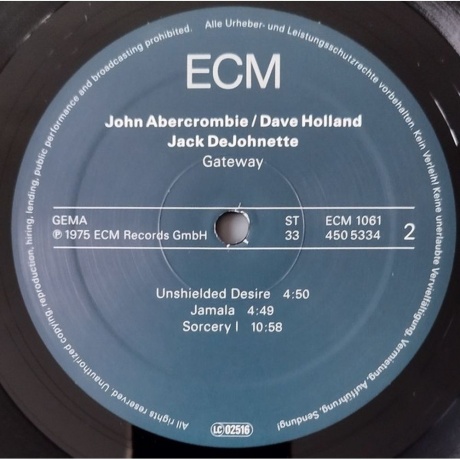 ECM
John Abercrombie / Dave Holland
Jack DeJohnette
Gateway
GEMA ST ECM 1061
℗ 1975 ECM Records GmbH 33 450 5334 2
Unshielded Desire 4:50
Jamala 4:49
Sorcery I 10:58
LC 02516
Alle Urheber- und Leistungsschutzrechte vorbehalten. Kein Verleih! Keine unerlaubte Vervielfältigung, Vermietung, Aufführung, Sendung!
All rights reserved. Unauthorized copying, reproduction, hiring, lending, public performance and broadcasting prohibited.